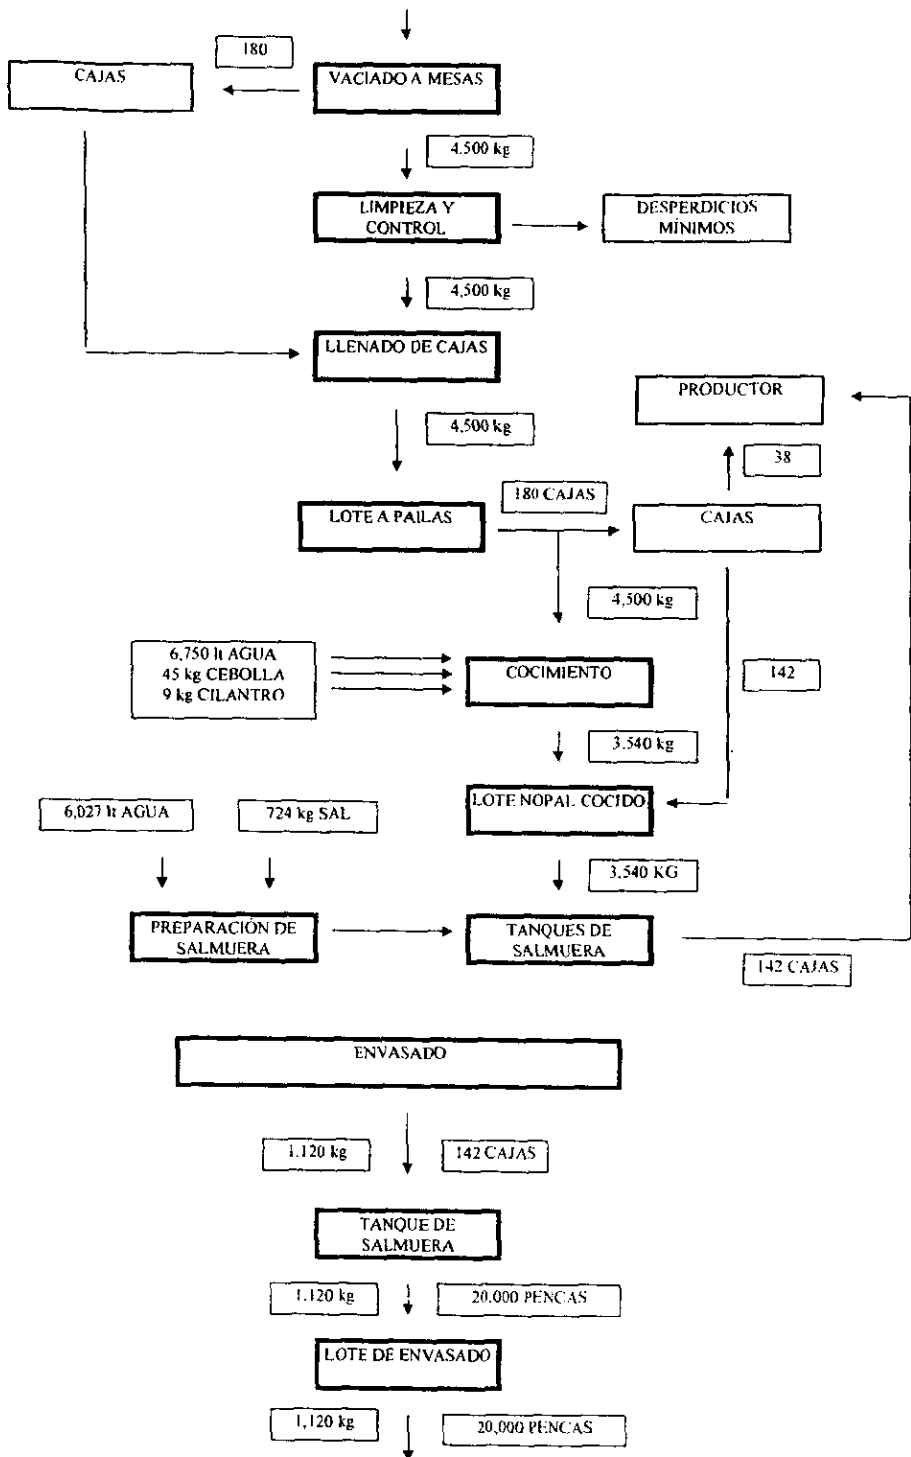 180
CAJAS
VACIADO A MESAS
4.500 kg
LIMPIEZA Y
CONTROL
DESPERDICIOS
MÍNIMOS
4,500 kg
LLENADO DE CAJAS
PRODUCTOR
4,500 kg
38
180 CAJAS
LOTE A PAILAS
CAJAS
4,500 kg
6,750 lt AGUA
45 kg CEBOLLA
9 kg CILANTRO
COCIMIENTO
142
3.540 kg
LOTE NOPAL COCIDO
6,027 lt AGUA
724 kg SAL
3,540 KG
PREPARACIÓN DE
SALMUERA
TANQUES DE
SALMUERA
142 CAJAS
ENVASADO
1.120 kg
142 CAJAS
TANQUE DE
SALMUERA
1.120 kg
20.000 PENCAS
LOTE DE ENVASADO
1,120 kg
20,000 PENCAS